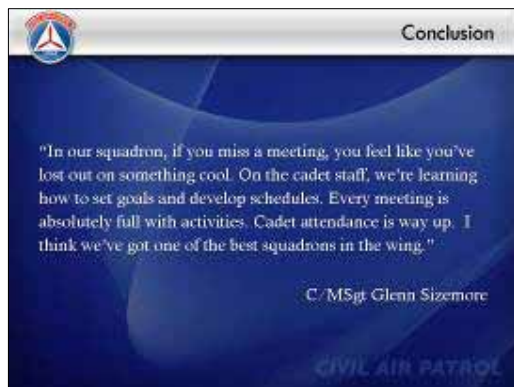 Conclusion
“In our squadron, if you miss a meeting, you feel like you’ve
lost out on something cool. On the cadet staff, we’re learning
how to set goals and develop schedules. Every meeting is
absolutely full with activities. Cadet attendance is way up. I
think we’ve got one of the best squadrons in the wing.”
C/MSgt Glenn Sizemore
CIVIL AIR PATROL